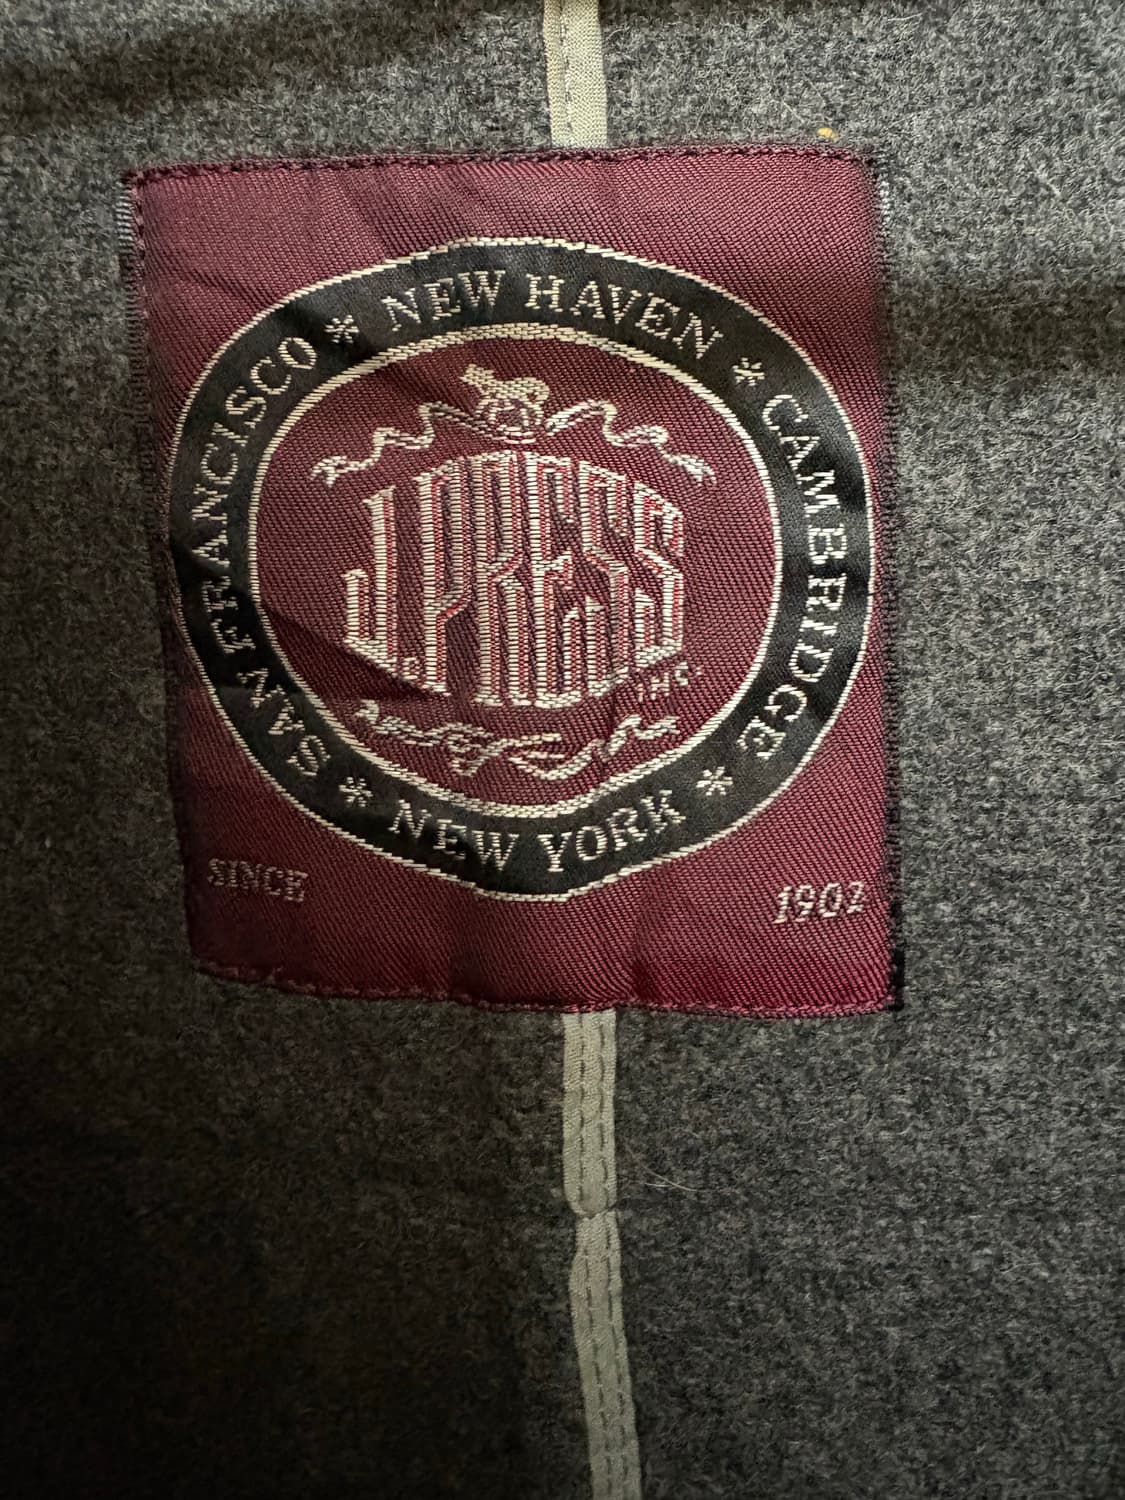 NEW HAVEN * CAMBRIDGE * NEW YORK * SAN FRANCISCO *
J. PRESS
INC.
SINCE 1902